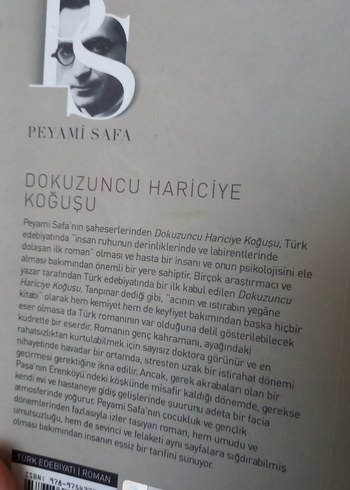 PS
PEYAMİ SAFA
DOKUZUNCU HARİCİYE
KOĞUŞU
Peyami Safa'nın şaheserlerinden Dokuzuncu Hariciye Koğuşu, Türk
edebiyatında "insan ruhunun derinliklerinde ve labirentlerinde
dolaşan ilk roman" olması ve hasta bir insanı ve onun psikolojisini ele
alması bakımından önemli bir yere sahiptir. Birçok araştırmacı ve
yazar tarafından Türk edebiyatında bir ilk kabul edilen Dokuzuncu
Hariciye Koğuşu, Tanpınar dediği gibi, "acının ve ıstırabın yegâne
kitabı" olarak hem kemiyet hem de keyfiyet bakımından başka hiçbir
eser olmasa da Türk romanının var olduğuna delil gösterilebilecek
kudrette bir eserdir. Romanın genç kahramanı, ayağındaki
rahatsızlıktan kurtulabilmek için sayısız doktora görünür ve en
nihayetinde havadar bir ortamda, stresten uzak bir istirahat dönemi
geçirmesi gerektiğine ikna edilir. Ancak, gerek akrabaları olan bir
Paşa'nın Erenköyü'ndeki köşkünde misafir kaldığı dönemde, gerekse
kendi evi ve hastaneye gidiş gelişlerinde şuurunu adeta bir facia
atmosferinde yoğurur. Peyami Safa'nın çocukluk ve gençlik
dönemlerinden fazlasıyla izler taşıyan roman, hem umudu ve
umutsuzluğu, hem de sevinci ve felaketi aynı sayfalara sığdırabilmiş
olması bakımından insanın eşsiz bir tarifini sunuyor.
TÜRK EDEBİYATI | ROMAN